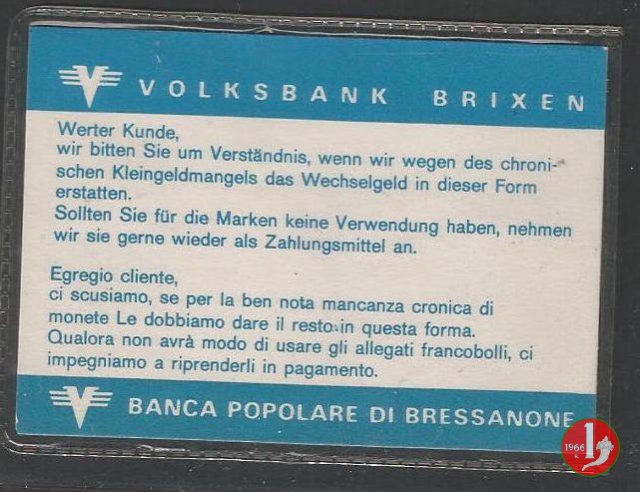 VOLKSBANK BRIXEN
Werter Kunde,
wir bitten Sie um Verständnis, wenn wir wegen des chroni-
schen Kleingeldmangels das Wechselgeld in dieser Form
erstatten.
Sollten Sie für die Marken keine Verwendung haben, nehmen
wir sie gerne wieder als Zahlungsmittel an.
Egregio cliente,
ci scusiamo, se per la ben nota mancanza cronica di
monete Le dobbiamo dare il resto in questa forma.
Qualora non avrà modo di usare gli allegati francobolli, ci
impegniamo a riprenderli in pagamento.
BANCA POPOLARE DI BRESSANONE
1966 1